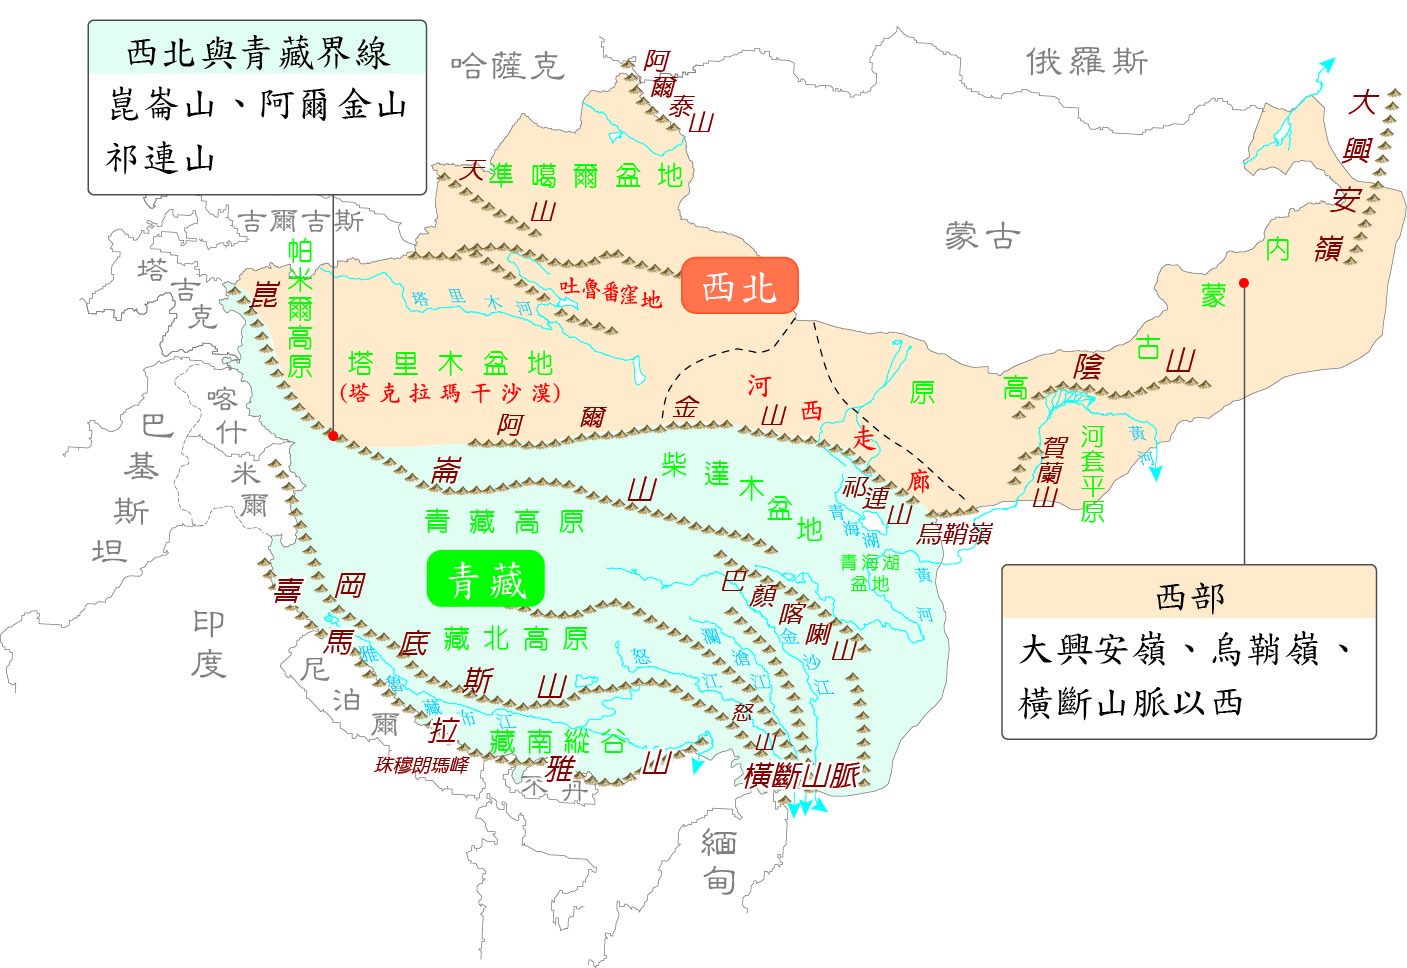 西北與青藏界線
崑崙山、阿爾金山
祁連山
哈薩克
俄羅斯
阿爾泰山
大興安嶺
天山
準噶爾盆地
吉爾吉斯
蒙古
內蒙古高原
塔吉克
帕米爾高原
崑崙山
塔里木河
吐魯番窪地
西北
塔里木盆地
(塔克拉瑪干沙漠)
陰山
阿爾金山
河西走廊
喀什米爾
巴基斯坦
賀蘭山
河套平原
黃河
柴達木盆地
祁連山
青海湖
烏鞘嶺
青藏高原
青海湖
盆地
黃河
青藏
西部
大興安嶺、烏鞘嶺、
橫斷山脈以西
喜馬拉雅山
岡底斯山
巴顏喀喇山
藏北高原
印度
尼泊爾
雅魯藏布江
怒江
瀾滄江
金沙江
怒山
藏南縱谷
珠穆朗瑪峰
不丹
橫斷山脈
緬甸